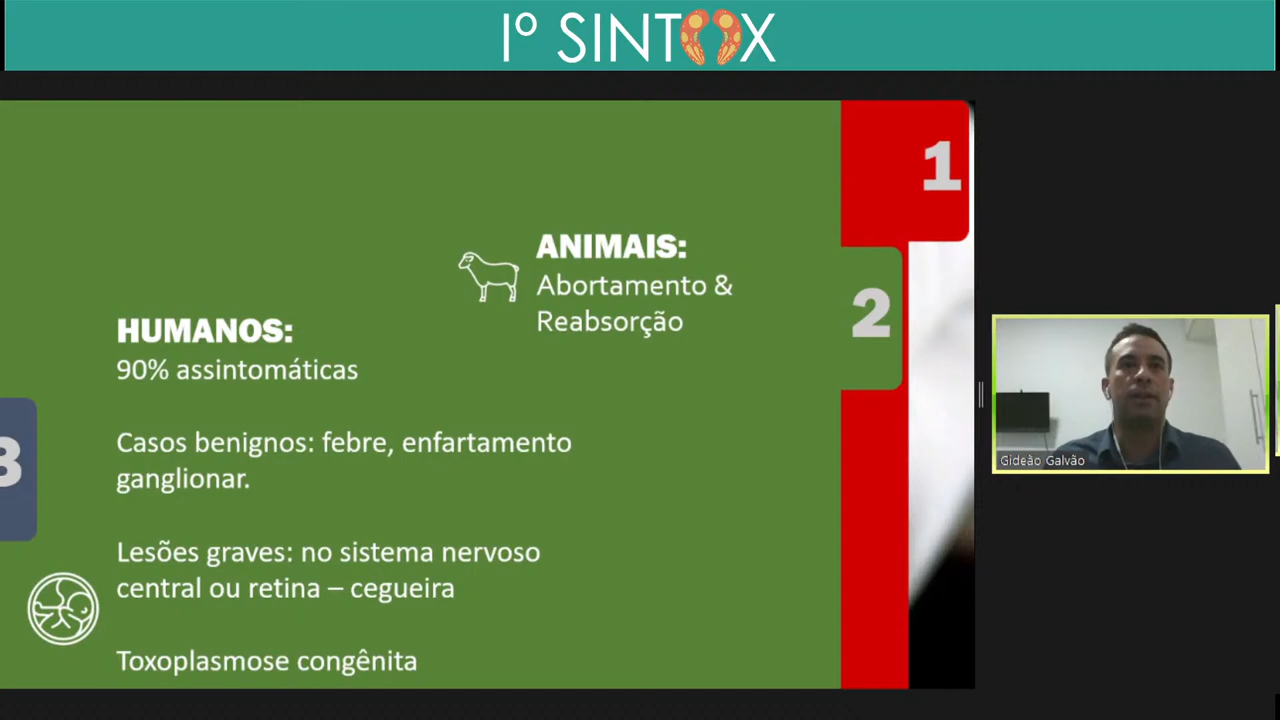 Iº SINTOX
1
ANIMAIS:
Abortamento &
Reabsorção
2
HUMANOS:
90% assintomáticas
Casos benignos: febre, enfartamento
ganglionar.
3
Lesões graves: no sistema nervoso
central ou retina – cegueira
Toxoplasmose congênita
Gideão Galvão